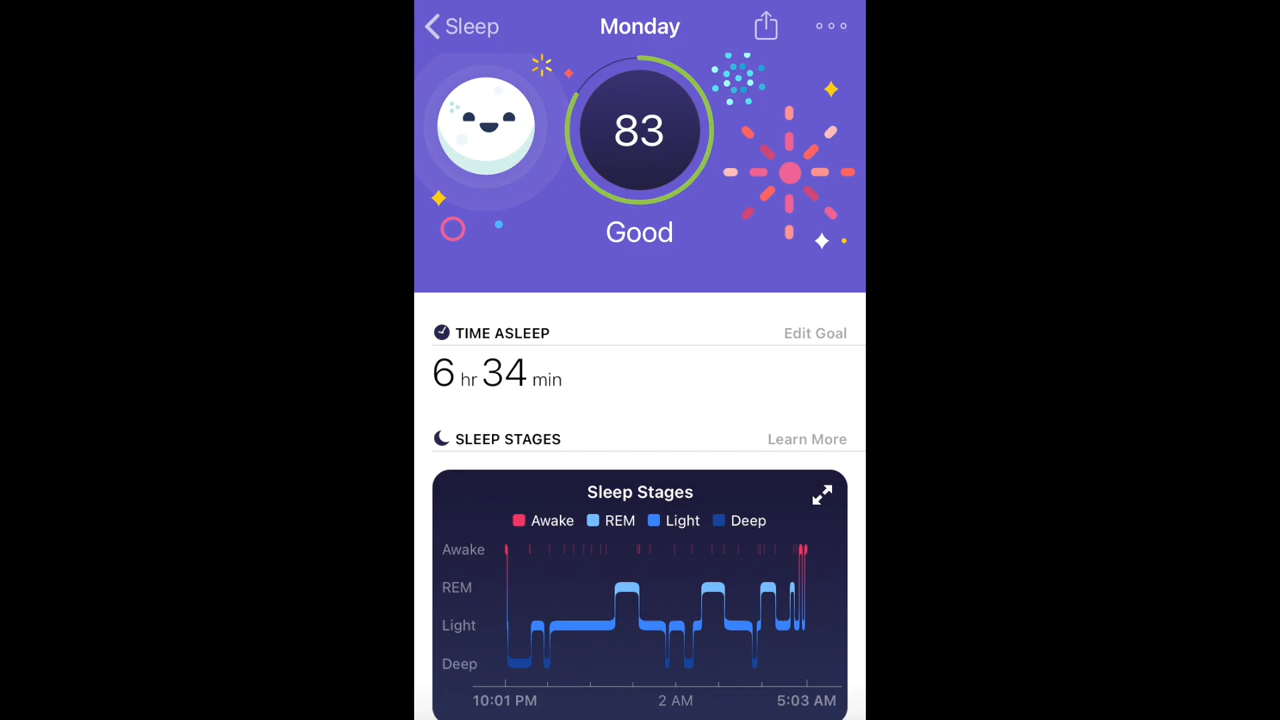 Sleep
Monday
83
Good
TIME ASLEEP
Edit Goal
6 hr 34 min
SLEEP STAGES
Learn More
Sleep Stages
Awake REM Light Deep
Awake
REM
Light
Deep
10:01 PM 2 AM 5:03 AM